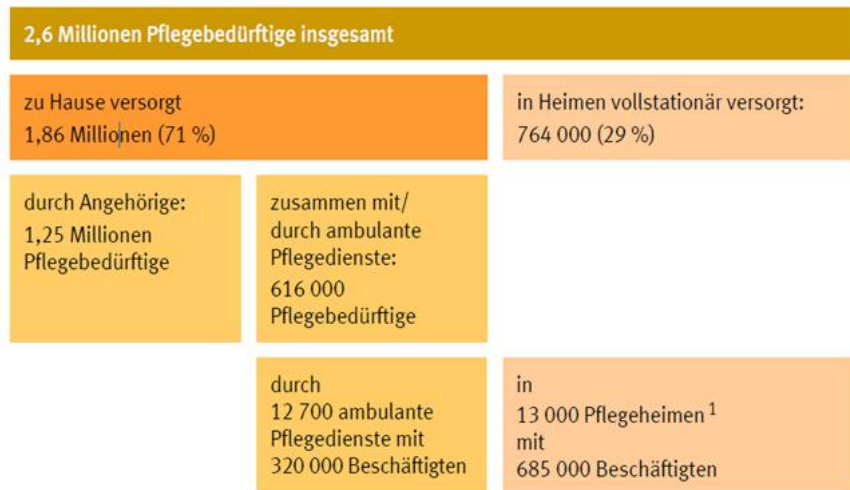 2,6 Millionen Pflegebedürftige insgesamt
zu Hause versorgt
1,86 Millionen (71 %)
in Heimen vollstationär versorgt:
764 000 (29 %)
durch Angehörige:
1,25 Millionen
Pflegebedürftige
zusammen mit/
durch ambulante
Pflegedienste:
616 000
Pflegebedürftige
durch
12 700 ambulante
Pflegedienste mit
320 000 Beschäftigten
in
13 000 Pflegeheimen ¹
mit
685 000 Beschäftigten